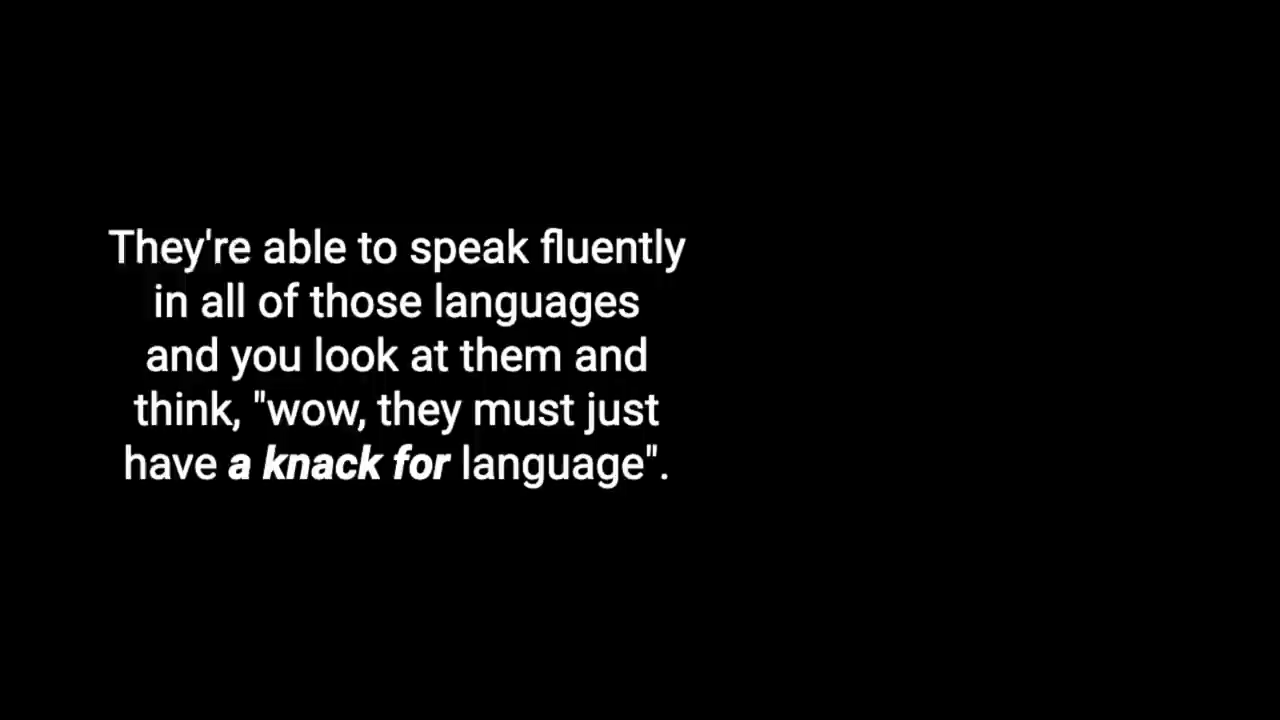 They're able to speak fluently
in all of those languages
and you look at them and
think, "wow, they must just
have a knack for language".